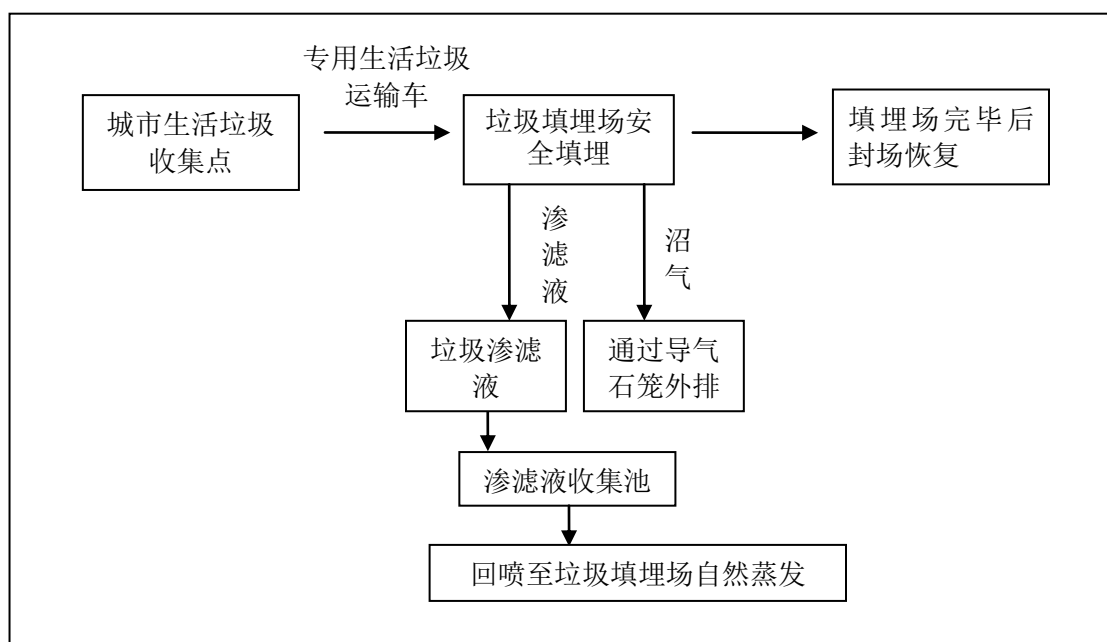 专用生活垃圾
运输车
城市生活垃圾
收集点
垃圾填埋场安
全填埋
填埋场完毕后
封场恢复
渗
滤
液
沼
气
垃圾渗滤
液
通过导气
石笼外排
渗滤液收集池
回喷至垃圾填埋场自然蒸发